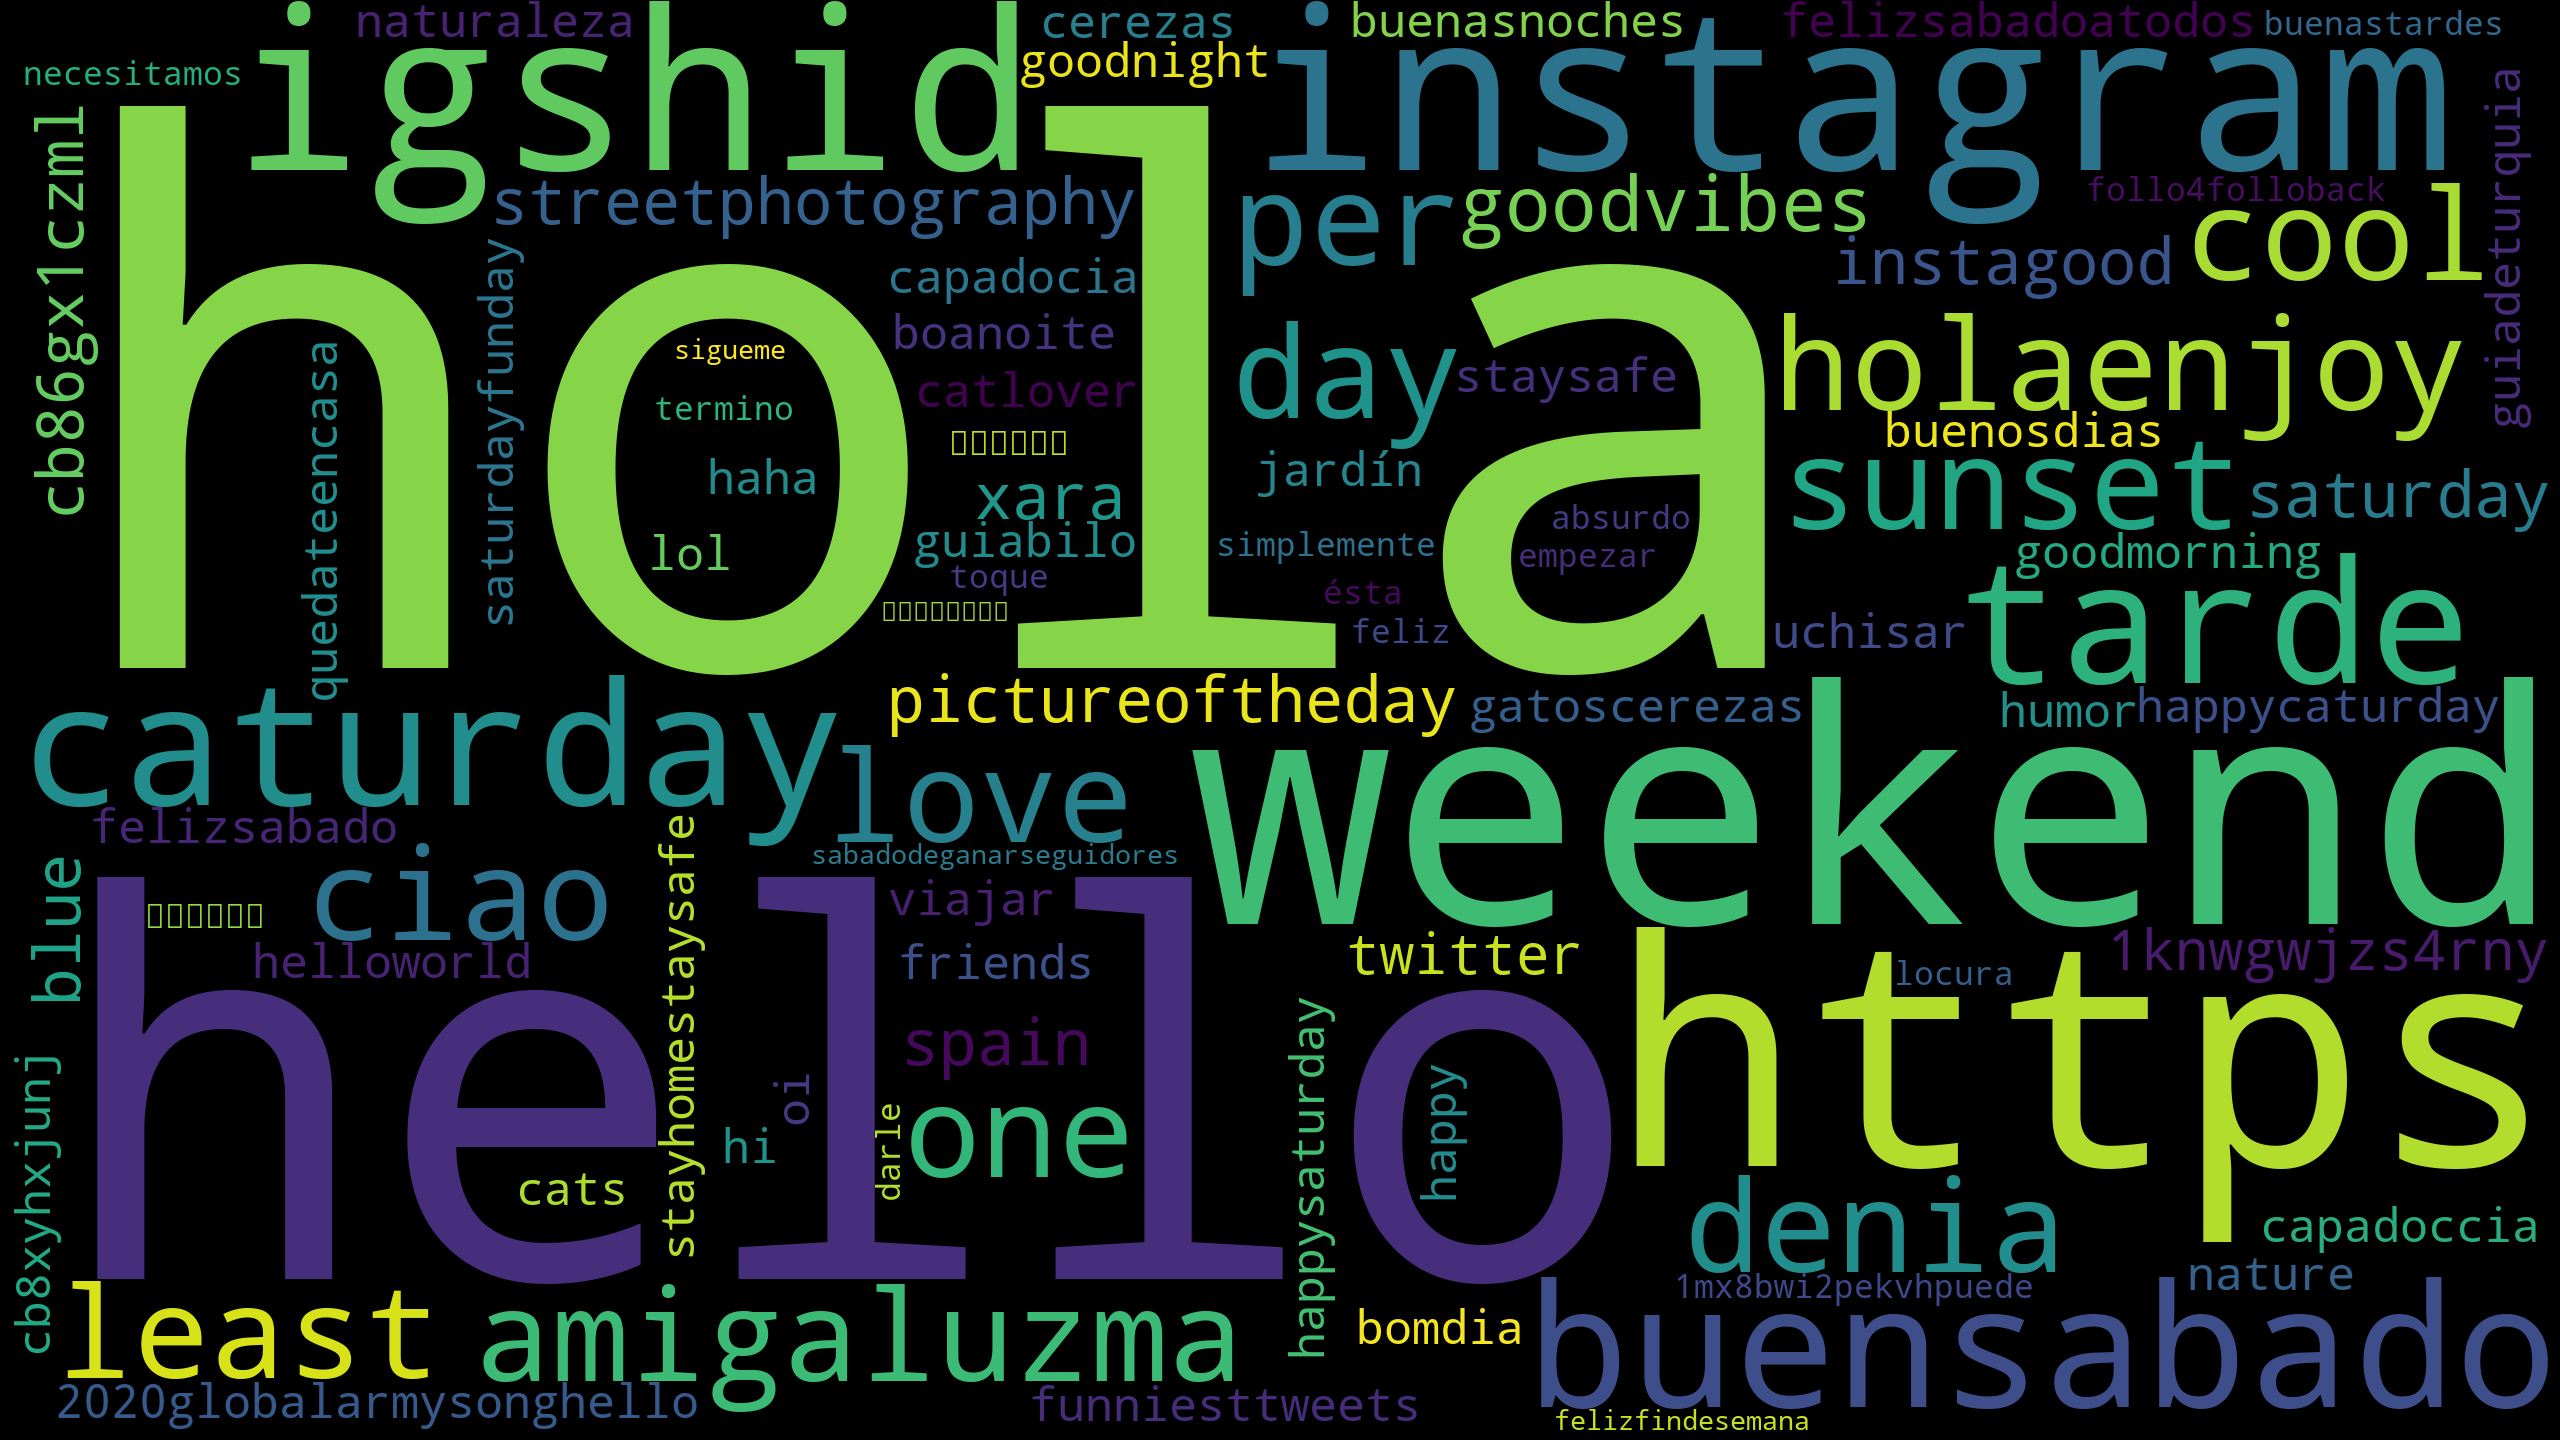 naturaleza
igshid
cerezas
instagram
buenasnoches
felizsabadoatodos
buenastardes
necesitamos
goodnight
hola
cb86gx1czml
streetphotography
per
goodvibes
follo4folloback
cool
guiadeturquia
capadocia
instagood
saturdayfunday
boanoite
day
holaenjoy
quedateencasa
sigueme
catlover
staysafe
termino
buenosdias
haha
xara
jardín
sunset
saturday
lol
guiabilo
simplemente
absurdo
empezar
goodmorning
toque
ésta
feliz
uchisar
tarde
caturday
pictureoftheday
gatoscerezas
humor
happycaturday
love
weekend
felizsabado
sabadodeganarseguidores
blue
ciao
stayhomestaysafe
viajar
helloworld
friends
twitter
locura
1knwgwjzs4rny
hello
https
spain
happysaturday
happy
oi
hi
darle
one
cats
cb8xyhxjunj
denia
capadoccia
nature
1mx8bwi2pekvhpuede
least
amigaluzma
bomdia
buensabado
2020globalarmysonghello
funniesttweets
felizfindesemana